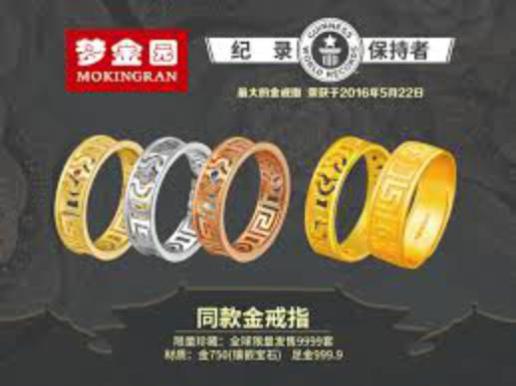 梦金园
MOKINGRAN
纪录 GUINNESS WORLD RECORDS 保持者
最大的金戒指 荣获于2016年5月22日
同款金戒指
限量珍藏：全球限量发售9999套
材质：金750(镶嵌宝石) 足金999.9